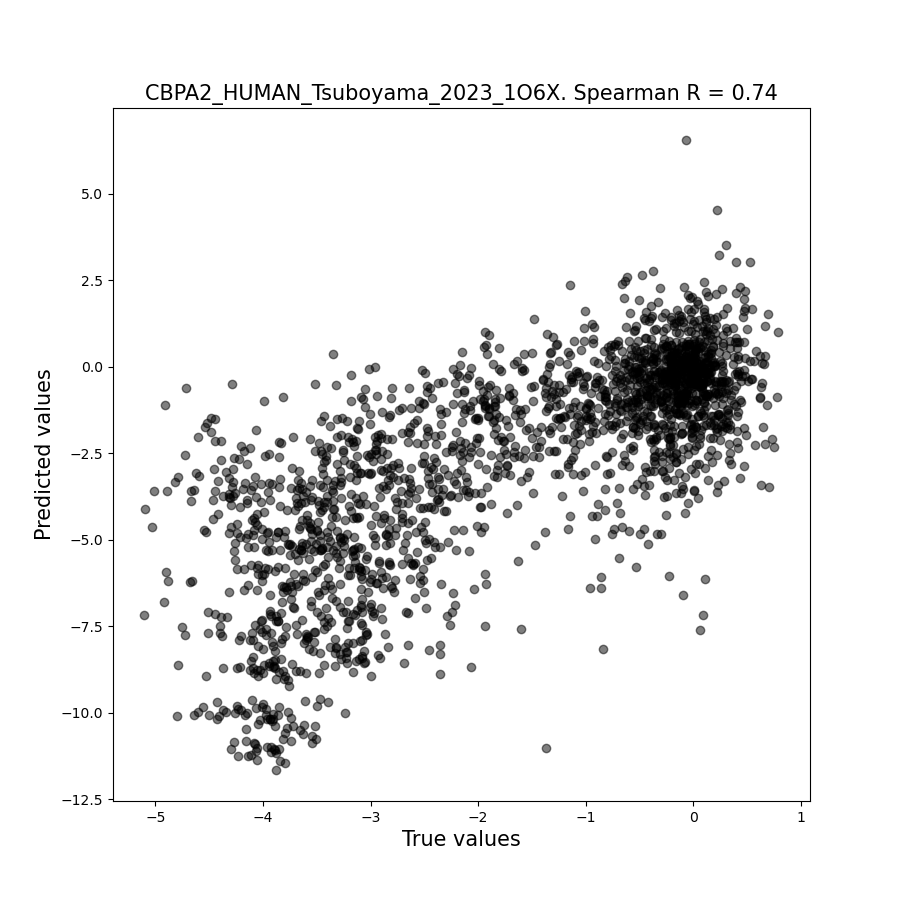 CBPA2_HUMAN_Tsuboyama_2023_1O6X. Spearman R = 0.74
5.0
2.5
0.0
−2.5
−5.0
−7.5
−10.0
−12.5
Predicted values
−5 −4 −3 −2 −1 0 1
True values